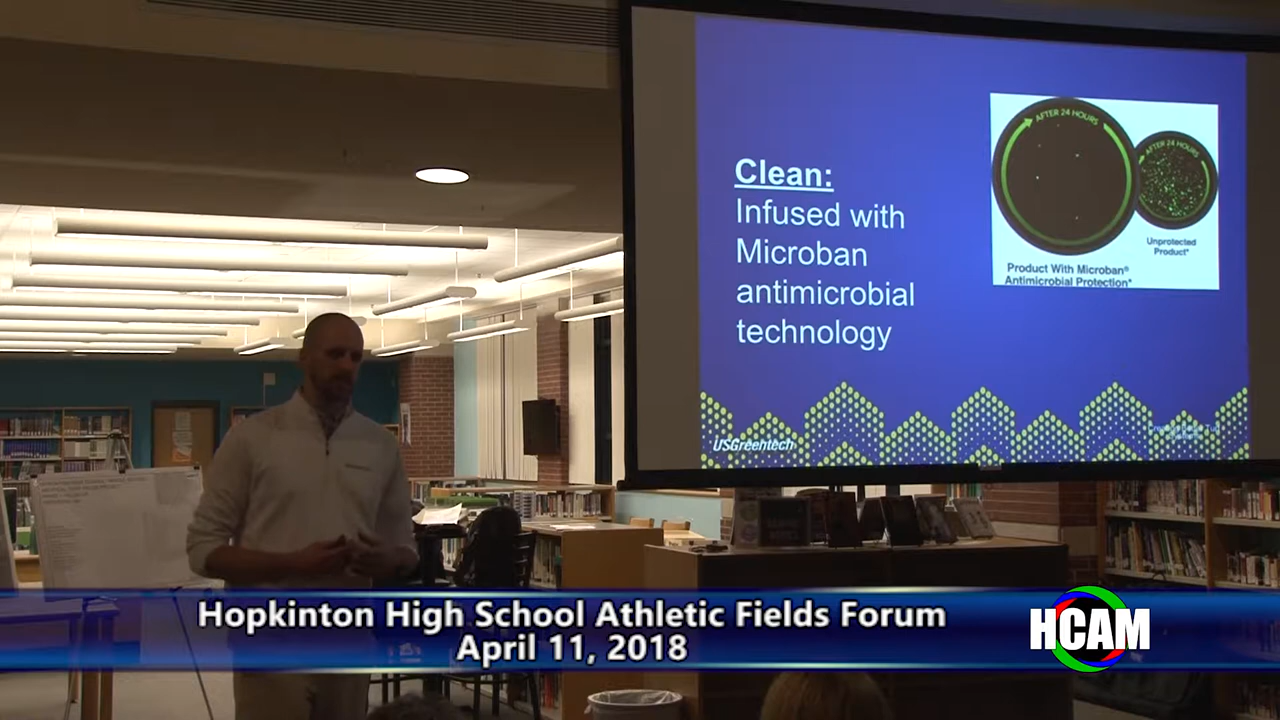 Clean:
Infused with
Microban
antimicrobial
technology
AFTER 24 HOURS
AFTER 24 HOURS
Unprotected
Product*
Product With Microban®
Antimicrobial Protection*
USGreentech
Hopkinton High School Athletic Fields Forum
April 11, 2018
HCAM